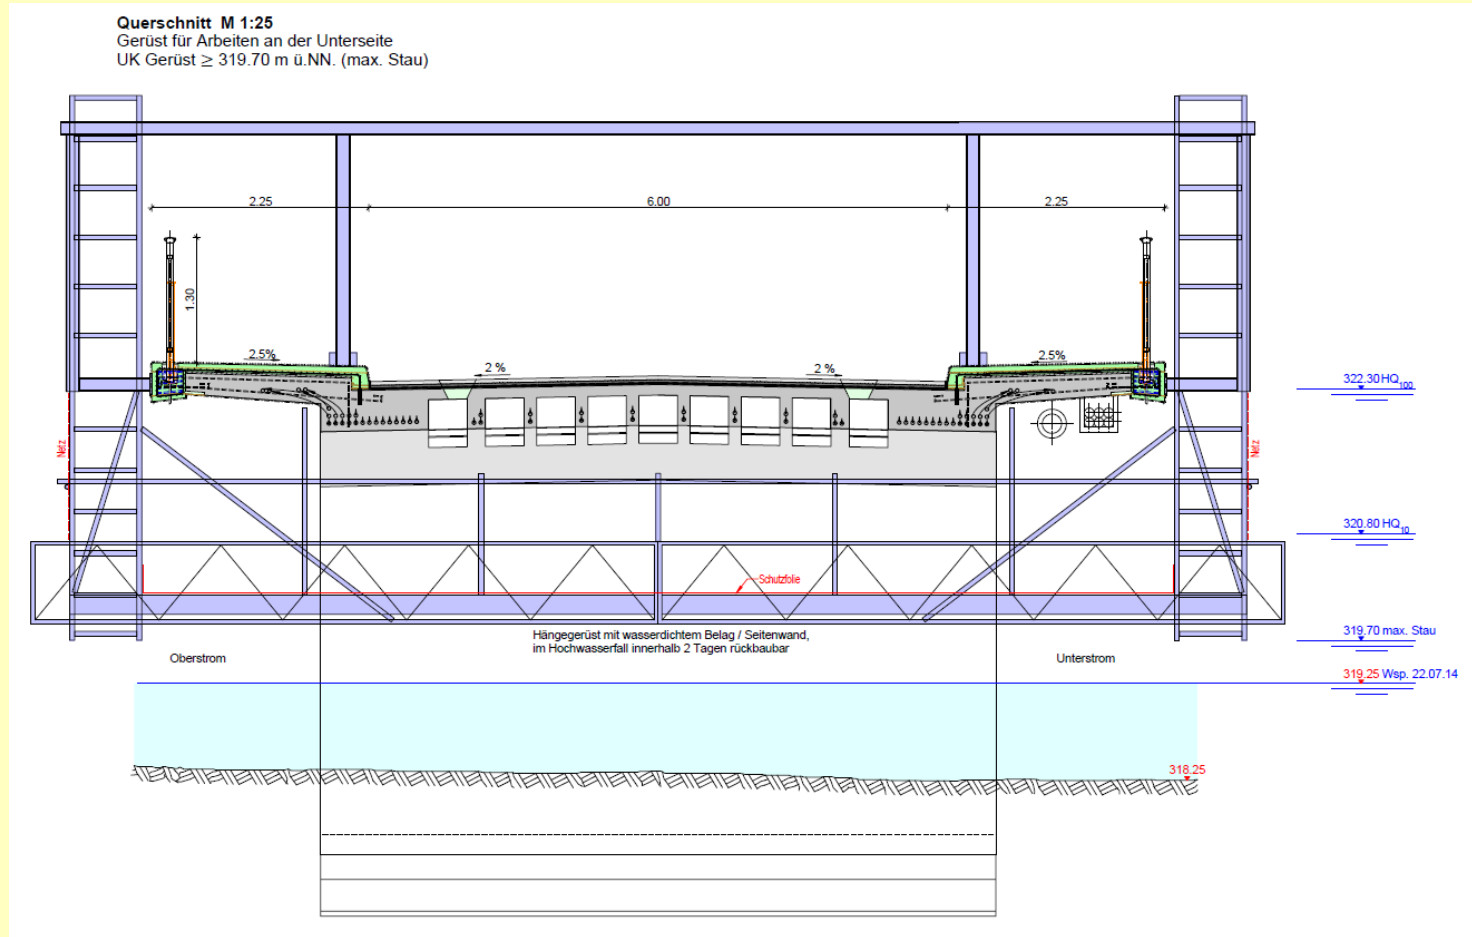 Querschnitt M 1:25
Gerüst für Arbeiten an der Unterseite
UK Gerüst ≥ 319.70 m ü.NN. (max. Stau)
2.25
6.00
2.25
1.30
2.5%
2 %
2 %
2.5%
322.30 HQ100
Netz
Netz
320.80 HQ10
Schutzfolie
Hängegerüst mit wasserdichtem Belag / Seitenwand,
im Hochwasserfall innerhalb 2 Tagen rückbaubar
319.70 max. Stau
Oberstrom
Unterstrom
319.25 Wsp. 22.07.14
318.25